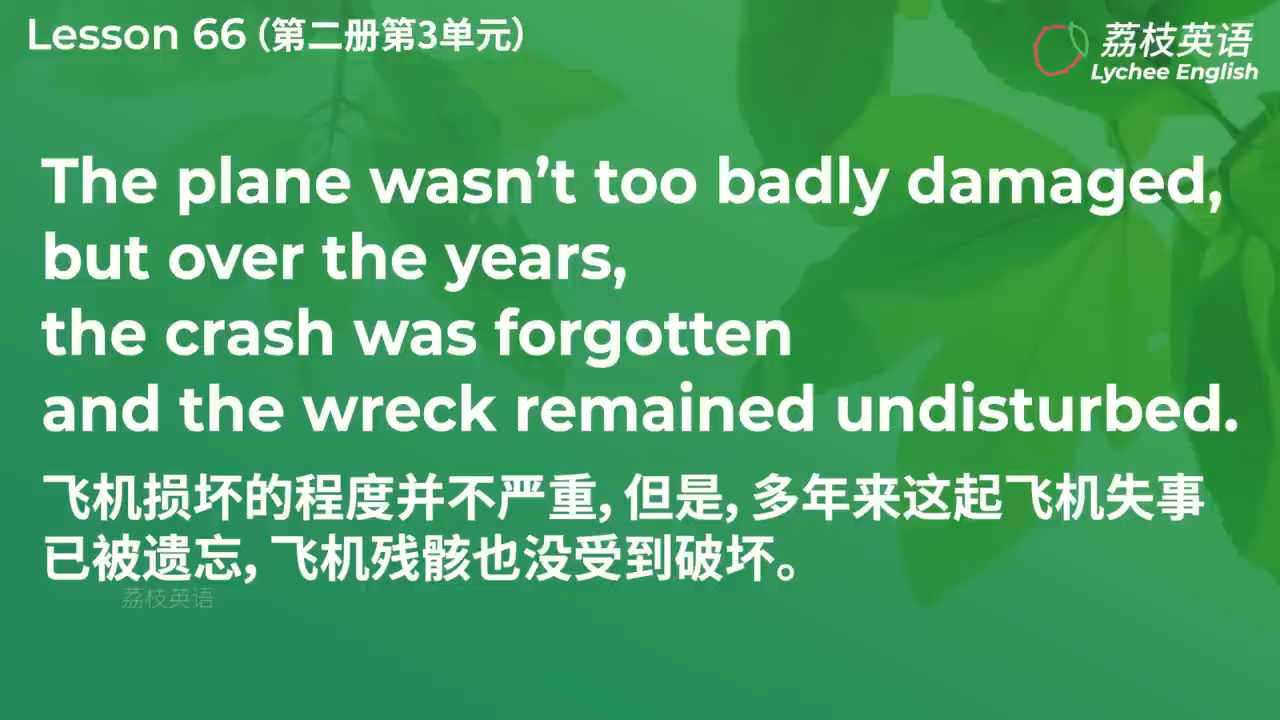 Lesson 66 (第二册第3单元)
荔枝英语
Lychee English
The plane wasn't too badly damaged,
but over the years,
the crash was forgotten
and the wreck remained undisturbed.
飞机损坏的程度并不严重, 但是, 多年来这起飞机失事
已被遗忘, 飞机残骸也没受到破坏。
荔枝英语